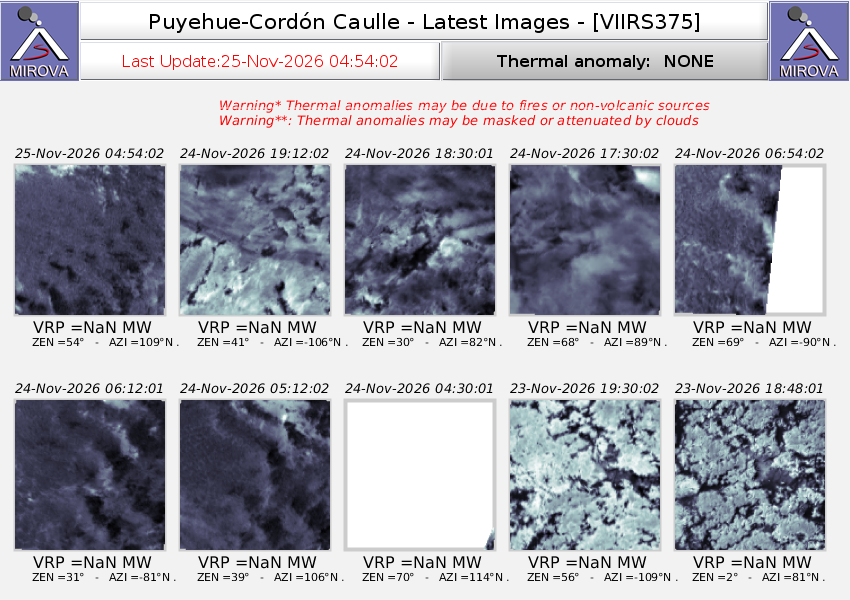 Puyehue-Cordón Caulle - Latest Images - [VIIRS375]
MIROVA
Last Update:25-Nov-2026 04:54:02
Thermal anomaly: NONE
MIROVA
Warning* Thermal anomalies may be due to fires or non-volcanic sources
Warning**: Thermal anomalies may be masked or attenuated by clouds
25-Nov-2026 04:54:02 24-Nov-2026 19:12:02 24-Nov-2026 18:30:01 24-Nov-2026 17:30:02 24-Nov-2026 06:54:02
VRP =NaN MW VRP =NaN MW VRP =NaN MW VRP =NaN MW VRP =NaN MW
ZEN =54° - AZI =109°N . ZEN =41° - AZI =-106°N . ZEN =30° - AZI =82°N . ZEN =68° - AZI =89°N . ZEN =69° - AZI =-90°N .
24-Nov-2026 06:12:01 24-Nov-2026 05:12:02 24-Nov-2026 04:30:01 23-Nov-2026 19:30:02 23-Nov-2026 18:48:01
VRP =NaN MW VRP =NaN MW VRP =NaN MW VRP =NaN MW VRP =NaN MW
ZEN =31° - AZI =-81°N . ZEN =39° - AZI =106°N . ZEN =70° - AZI =114°N . ZEN =56° - AZI =-109°N . ZEN =2° - AZI =81°N .